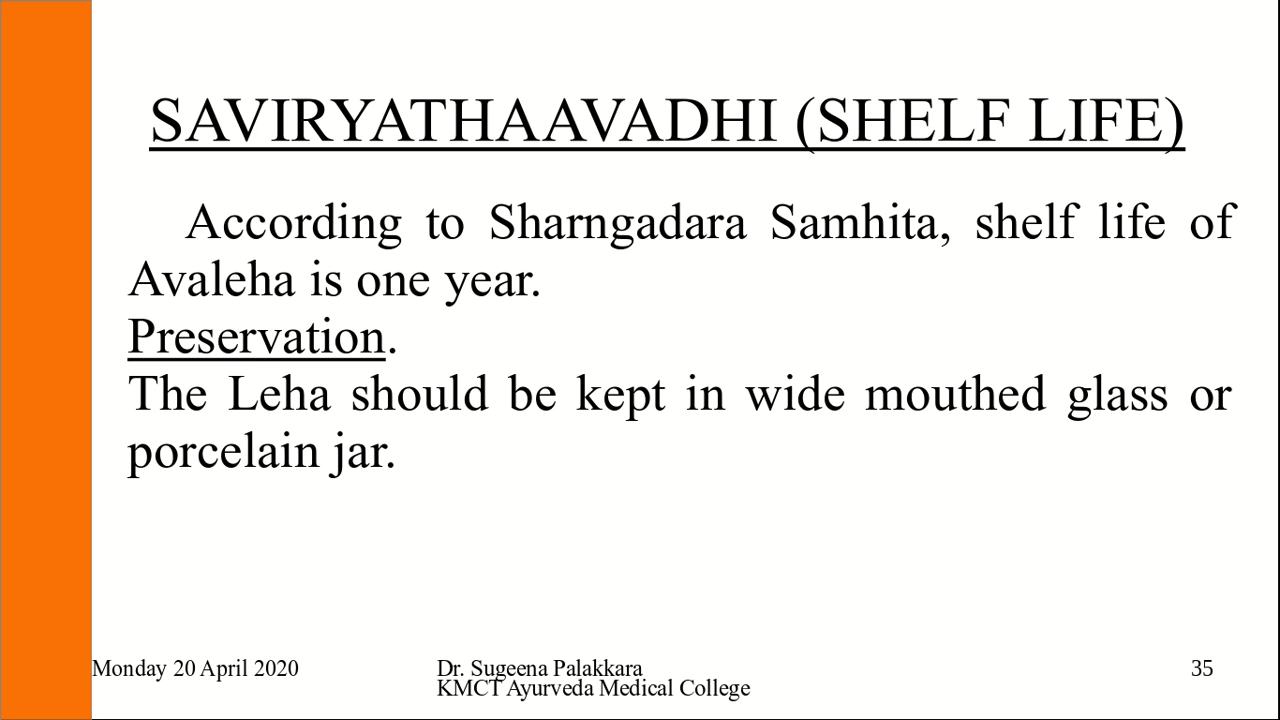 SAVIRYATHAAVADHI (SHELF LIFE)
According to Sharngadara Samhita, shelf life of
Avaleha is one year.
Preservation.
The Leha should be kept in wide mouthed glass or
porcelain jar.
Monday 20 April 2020
Dr. Sugeena Palakkara
KMCT Ayurveda Medical College
35